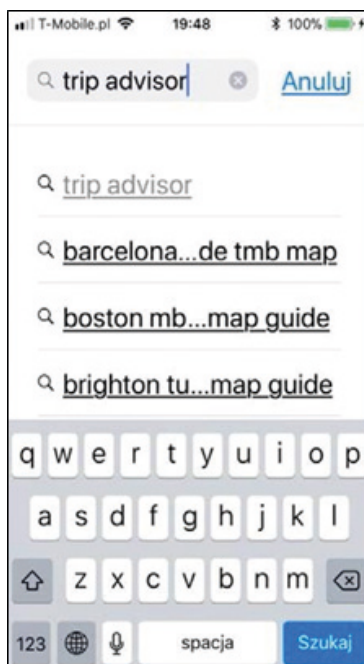 T-Mobile.pl 19:48 100%
trip advisor Anuluj
trip advisor
barcelona...de tmb map
boston mb...map guide
brighton tu...map guide
q w e r t y u i o p
a s d f g h j k l
z x c v b n m
123 spacja Szukaj